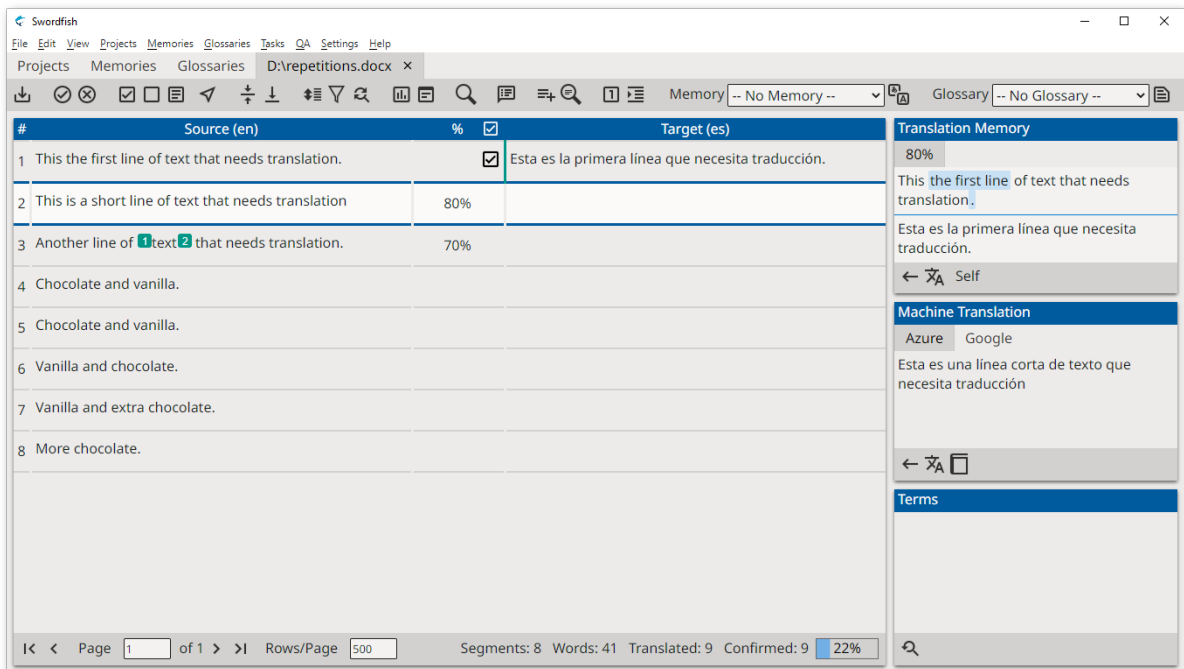 Swordfish
File Edit View Projects Memories Glossaries Tasks QA Settings Help
Projects Memories Glossaries D:\repetitions.docx ×
Memory -- No Memory -- Glossary -- No Glossary --
# Source (en) % Target (es)
1 This the first line of text that needs translation. Esta es la primera línea que necesita traducción.
2 This is a short line of text that needs translation 80%
3 Another line of 1 text 2 that needs translation. 70%
4 Chocolate and vanilla.
5 Chocolate and vanilla.
6 Vanilla and chocolate.
7 Vanilla and extra chocolate.
8 More chocolate.
Page 1 of 1 Rows/Page 500 Segments: 8 Words: 41 Translated: 9 Confirmed: 9 22%
Translation Memory
80%
This the first line of text that needs
translation.
Esta es la primera línea que necesita
traducción.
Self
Machine Translation
Azure Google
Esta es una línea corta de texto que
necesita traducción
Terms